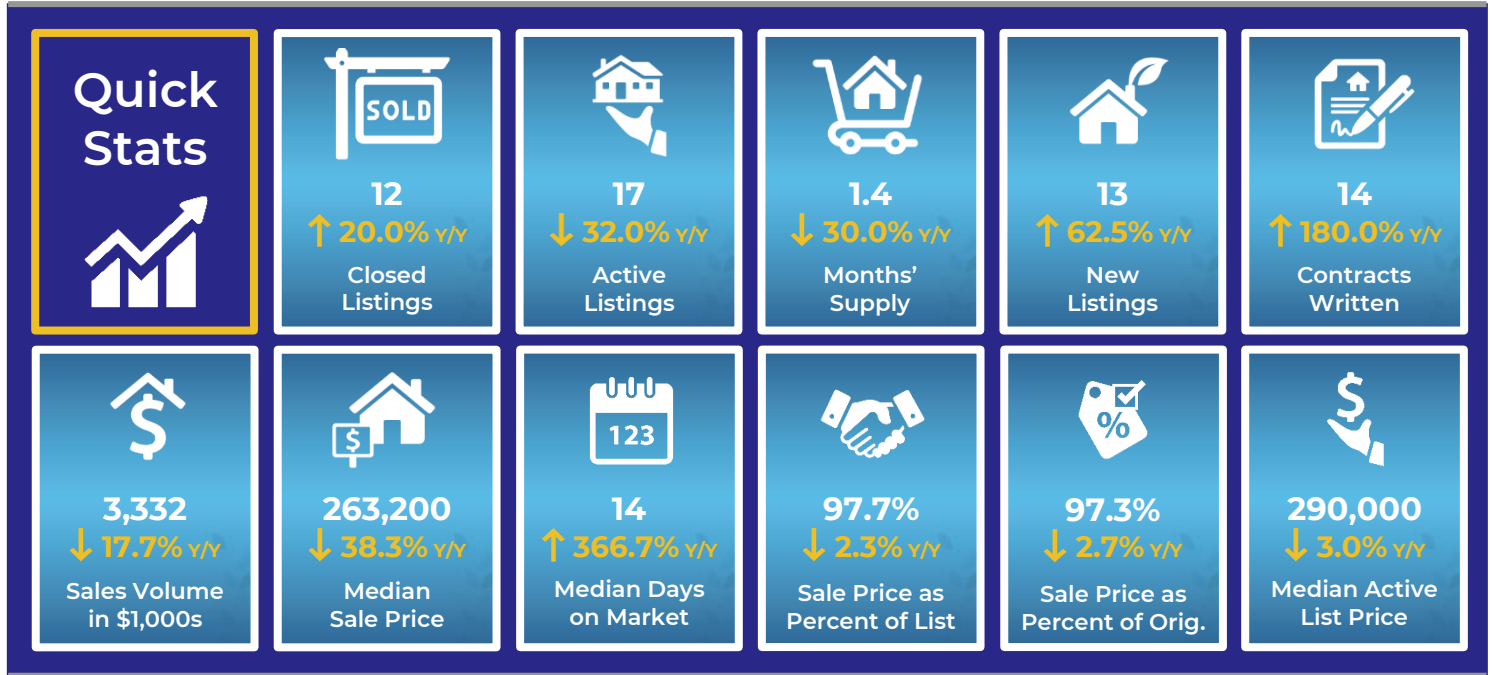 Quick
Stats
SOLD
12
↑ 20.0% Y/Y
Closed
Listings
17
↓ 32.0% Y/Y
Active
Listings
1.4
↓ 30.0% Y/Y
Months’
Supply
13
↑ 62.5% Y/Y
New
Listings
14
↑ 180.0% Y/Y
Contracts
Written
$
3,332
↓ 17.7% Y/Y
Sales Volume
in $1,000s
$
263,200
↓ 38.3% Y/Y
Median
Sale Price
123
14
↑ 366.7% Y/Y
Median Days
on Market
97.7%
↓ 2.3% Y/Y
Sale Price as
Percent of List
%
97.3%
↓ 2.7% Y/Y
Sale Price as
Percent of Orig.
$
290,000
↓ 3.0% Y/Y
Median Active
List Price